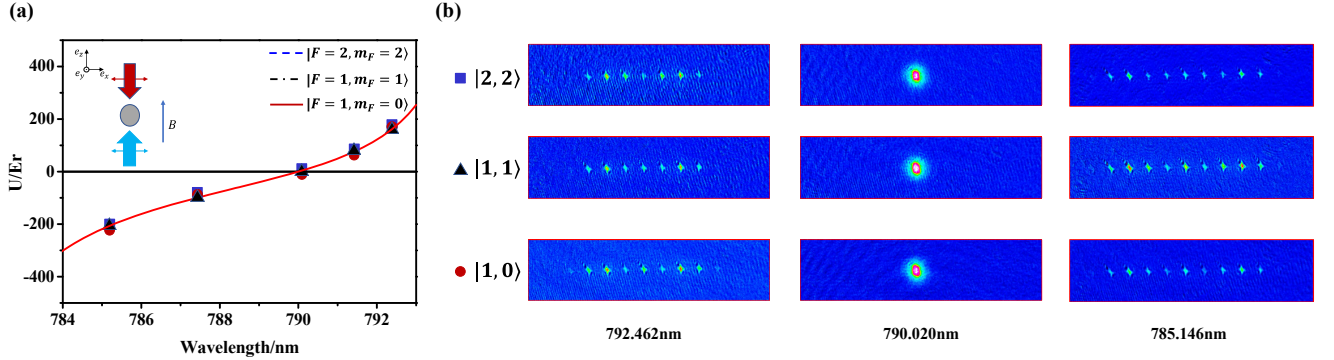 (a)
(b)
400
200
0
-200
-400
U/Er
784
786
788
790
792
Wavelength/nm
e_z
e_y
e_x
B
|F = 2, m_F = 2⟩
|F = 1, m_F = 1⟩
|F = 1, m_F = 0⟩
|2, 2⟩
|1, 1⟩
|1, 0⟩
792.462nm
790.020nm
785.146nm